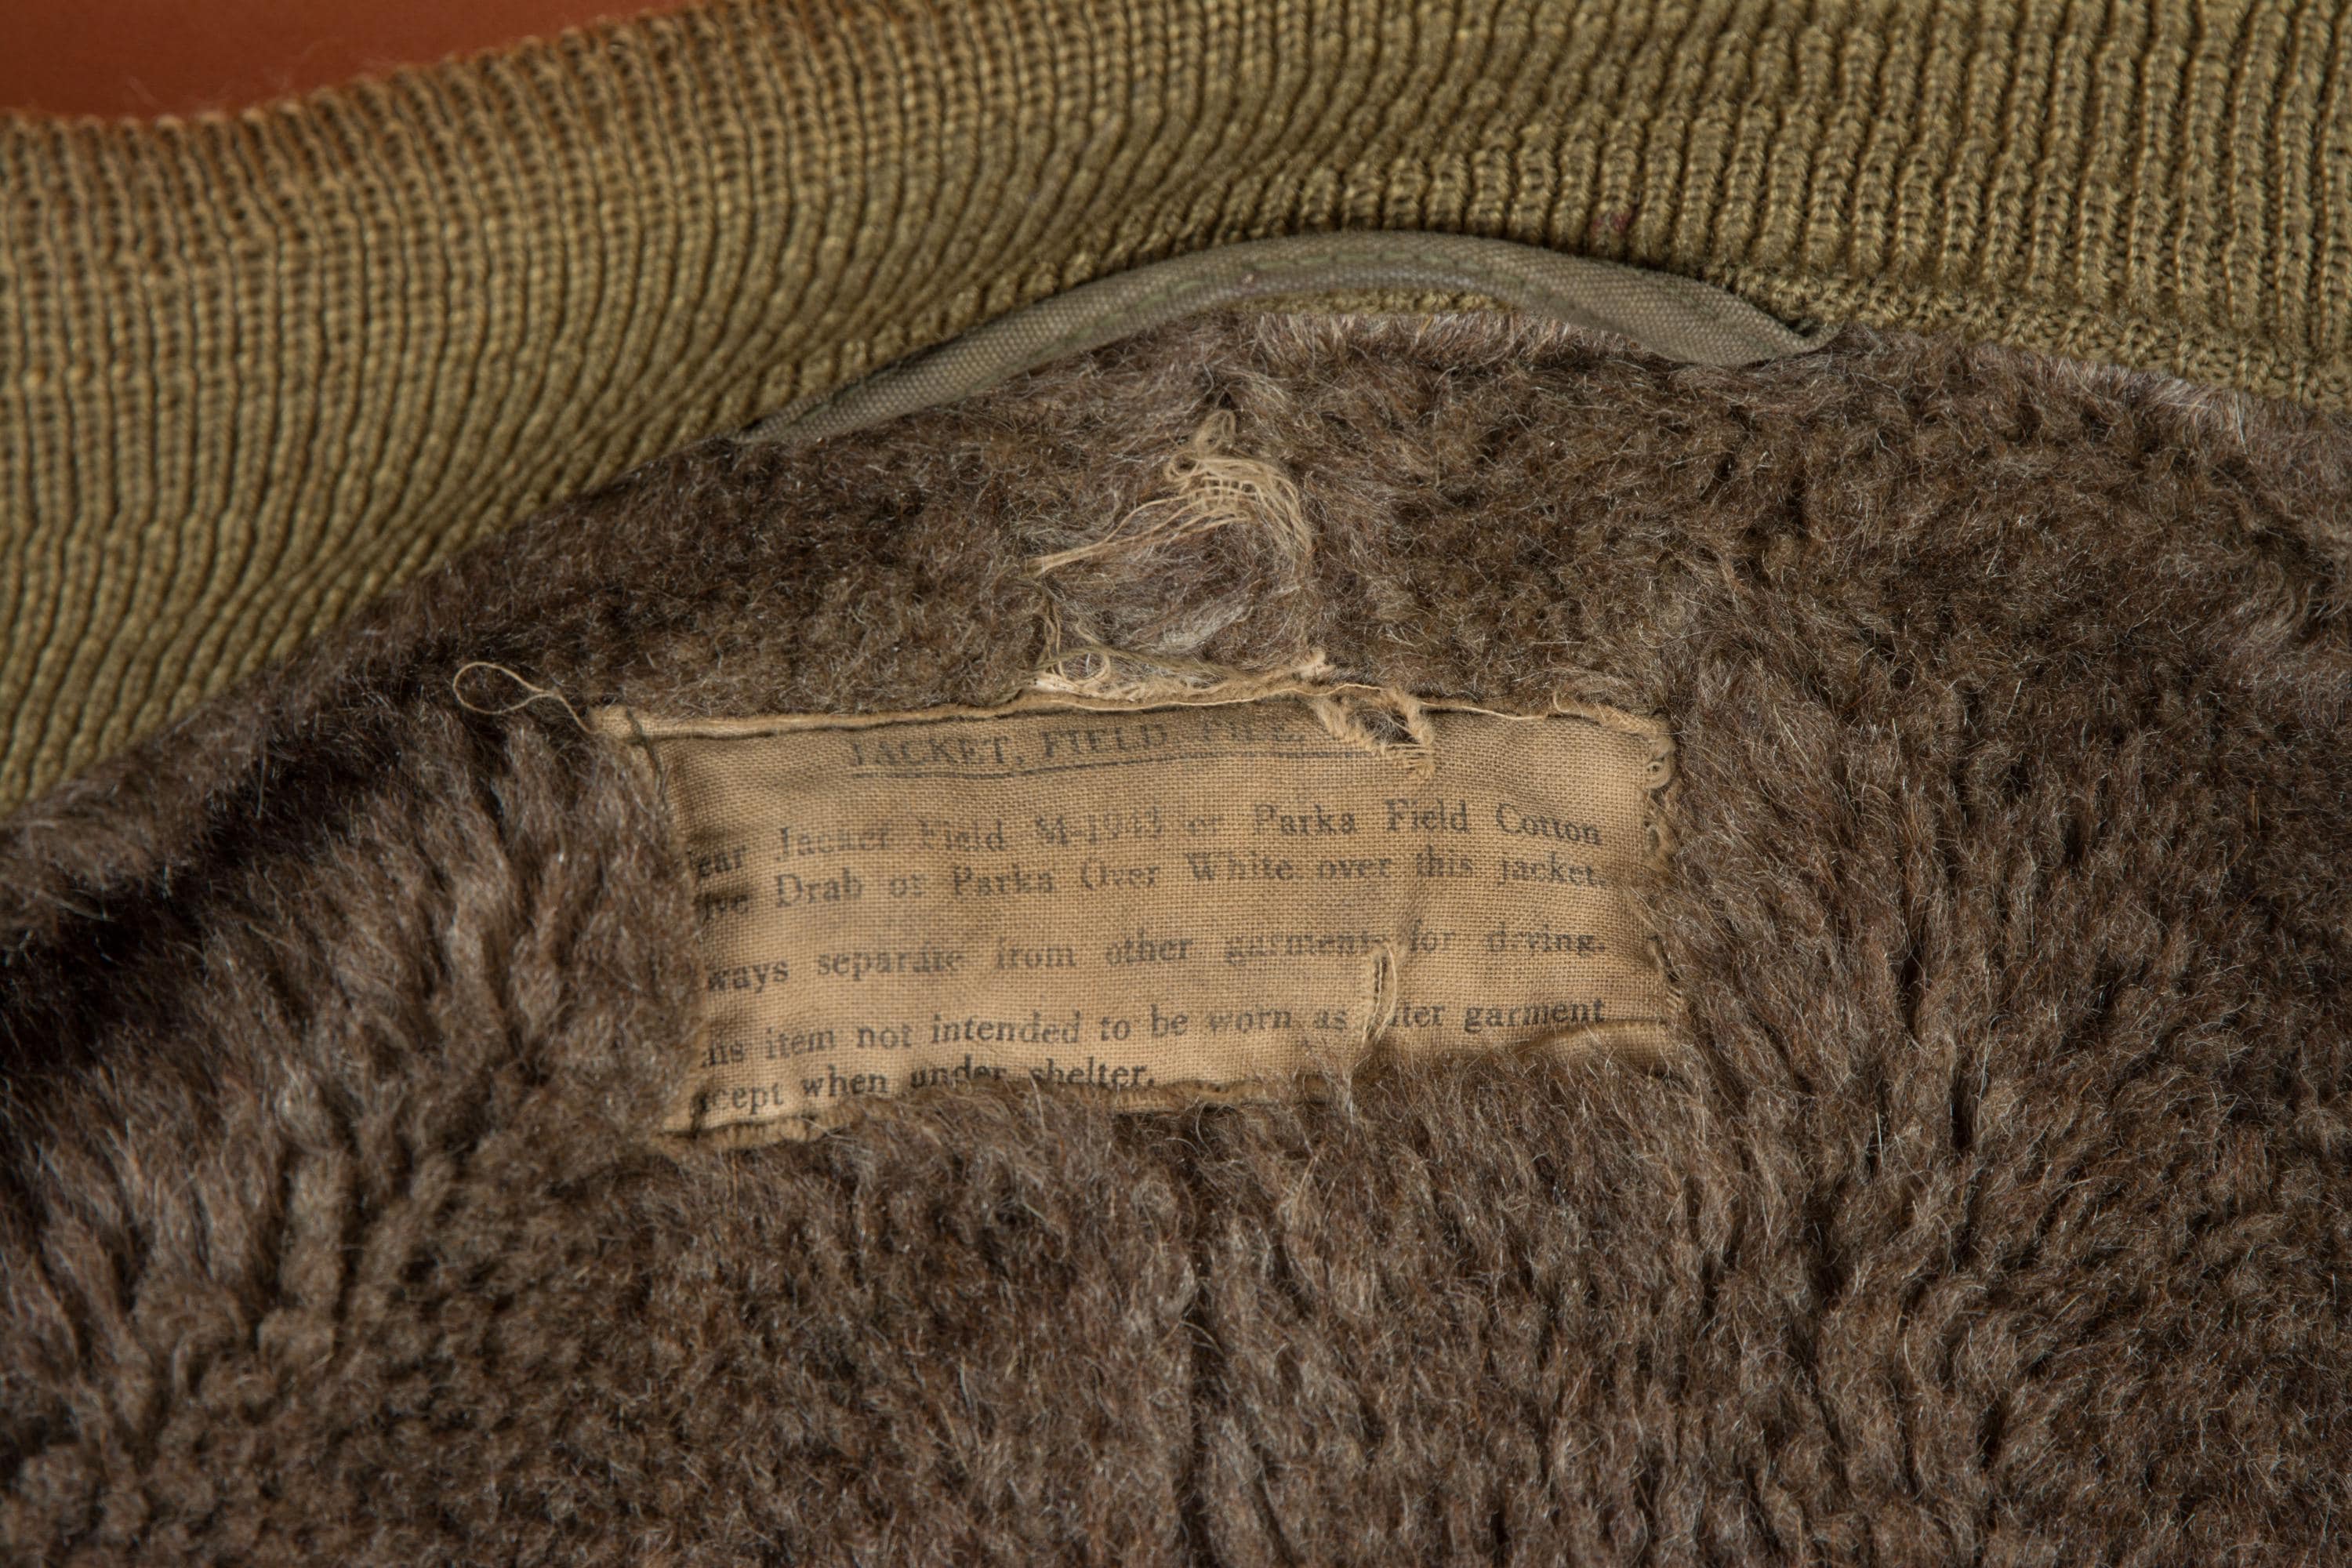 JACKET, FIELD PILE
ear Jacket Field M-1943 or Parka Field Cotton
ive Drab or Parka Over White over this jacket.
ways separate from other garments for drying.
his item not intended to be worn as uter garment
xcept when under shelter.